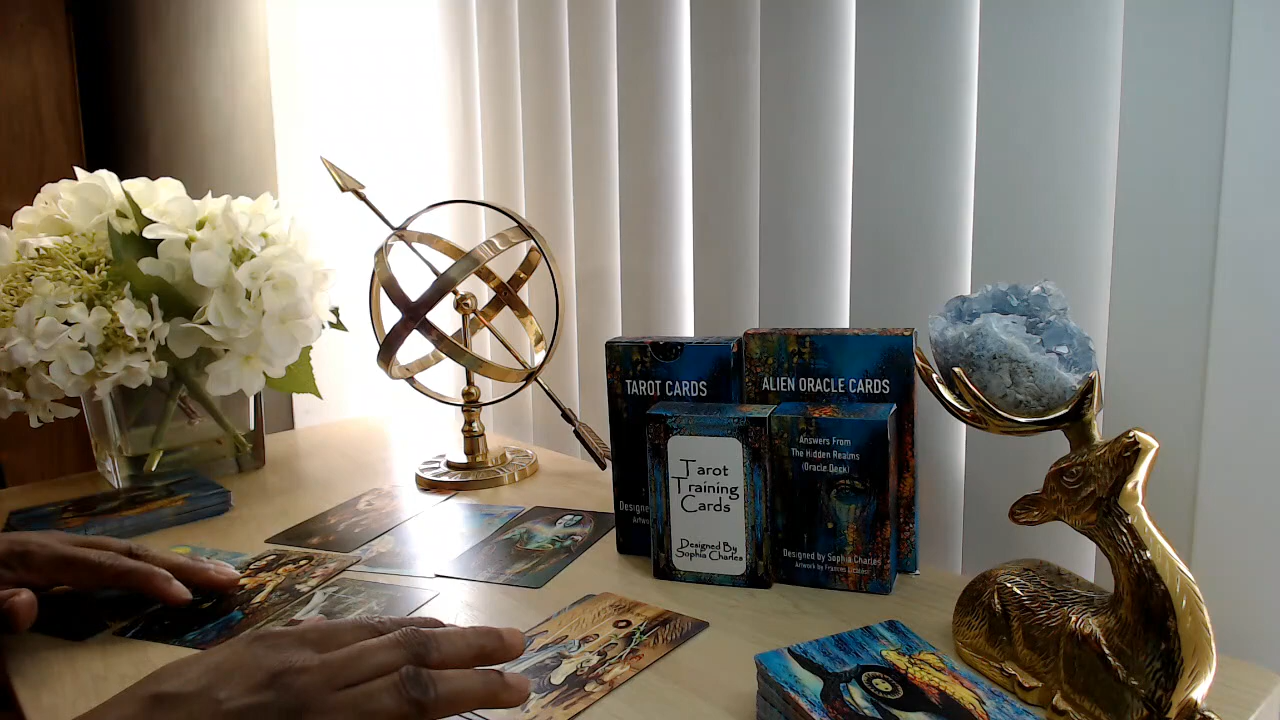 TAROT CARDS
ALIEN ORACLE CARDS
Answers From
The Hidden Realms
(Oracle Deck)
Tarot
Training
Cards
Designed By
Sophia Charles
Designed by Sophia Charles
Artwork by Frances